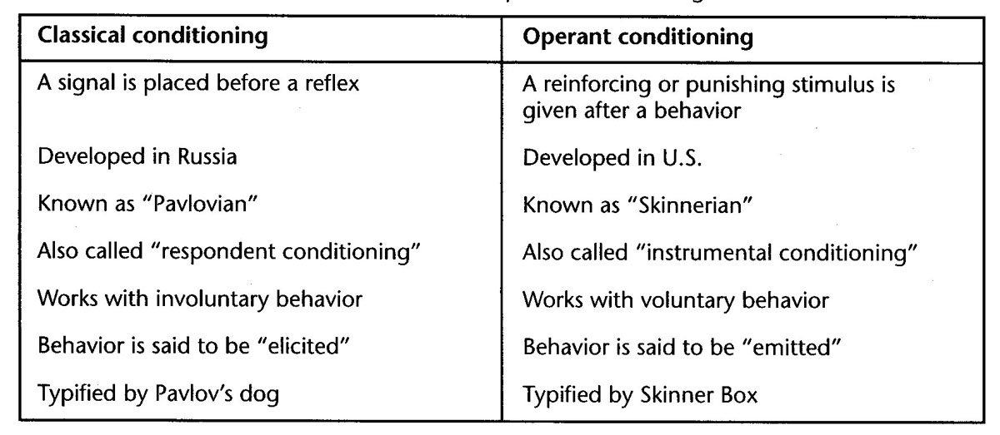 Classical conditioning
Operant conditioning
A signal is placed before a reflex
A reinforcing or punishing stimulus is
given after a behavior
Developed in Russia
Developed in U.S.
Known as “Pavlovian”
Known as “Skinnerian”
Also called “respondent conditioning”
Also called “instrumental conditioning”
Works with involuntary behavior
Works with voluntary behavior
Behavior is said to be “elicited”
Behavior is said to be “emitted”
Typified by Pavlov’s dog
Typified by Skinner Box